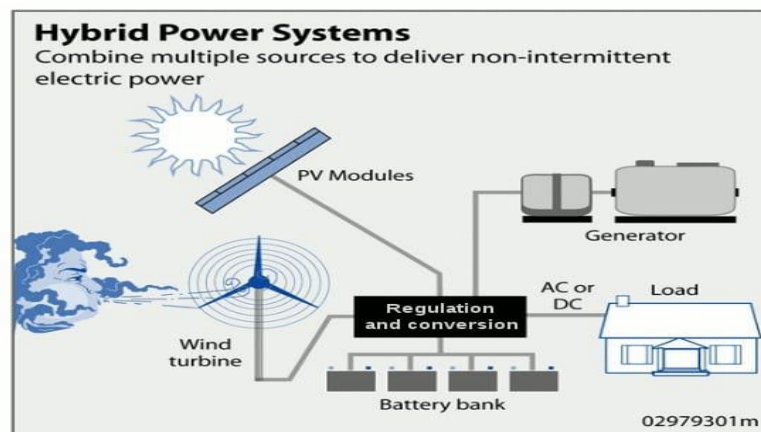 Hybrid Power Systems
Combine multiple sources to deliver non-intermittent
electric power
PV Modules
Generator
AC or
DC
Load
Regulation
and conversion
Wind
turbine
Battery bank
02979301m